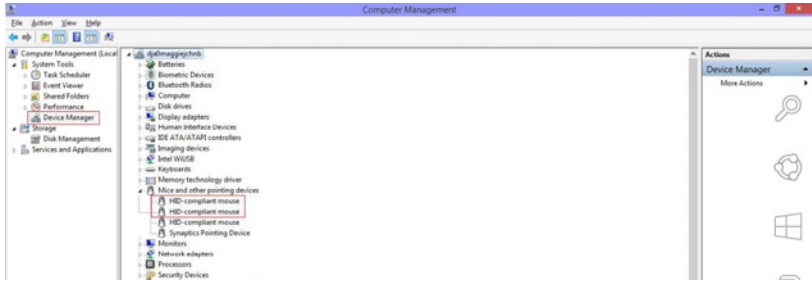 Computer Management
File Action View Help
Computer Management (Local
System Tools
Task Scheduler
Event Viewer
Shared Folders
Performance
Device Manager
Storage
Disk Management
Services and Applications
dja0maggiejchnb
Batteries
Biometric Devices
Bluetooth Radios
Computer
Disk drives
Display adapters
Human Interface Devices
IDE ATA/ATAPI controllers
Imaging devices
Intel WiUSB
Keyboards
Memory technology driver
Mice and other pointing devices
HID-compliant mouse
HID-compliant mouse
HID-compliant mouse
Synaptics Pointing Device
Monitors
Network adapters
Processors
Security Devices
Actions
Device Manager
More Actions